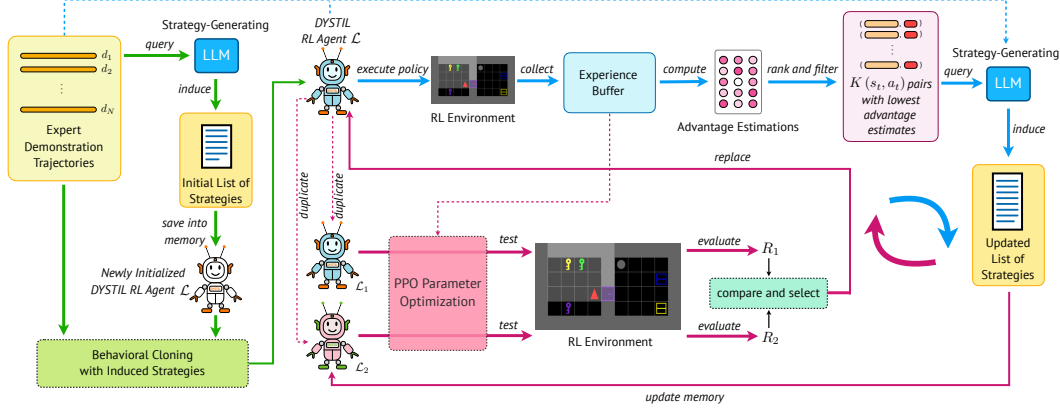 d1
d2
⋮
dN
Expert
Demonstration
Trajectories
query
Strategy-Generating
LLM
induce
Initial List of
Strategies
save into
memory
Newly Initialized
DYSTIL RL Agent ℒ
Behavioral Cloning
with Induced Strategies
DYSTIL
RL Agent ℒ
execute policy
RL Environment
collect
Experience
Buffer
compute
Advantage Estimations
rank and filter
( , )
( , )
⋮
( , )
K (st, at) pairs
with lowest
advantage
estimates
query
Strategy-Generating
LLM
induce
Updated
List of
Strategies
replace
duplicate
duplicate
ℒ1
ℒ2
PPO Parameter
Optimization
test
test
RL Environment
evaluate
R1
compare and select
evaluate
R2
update memory